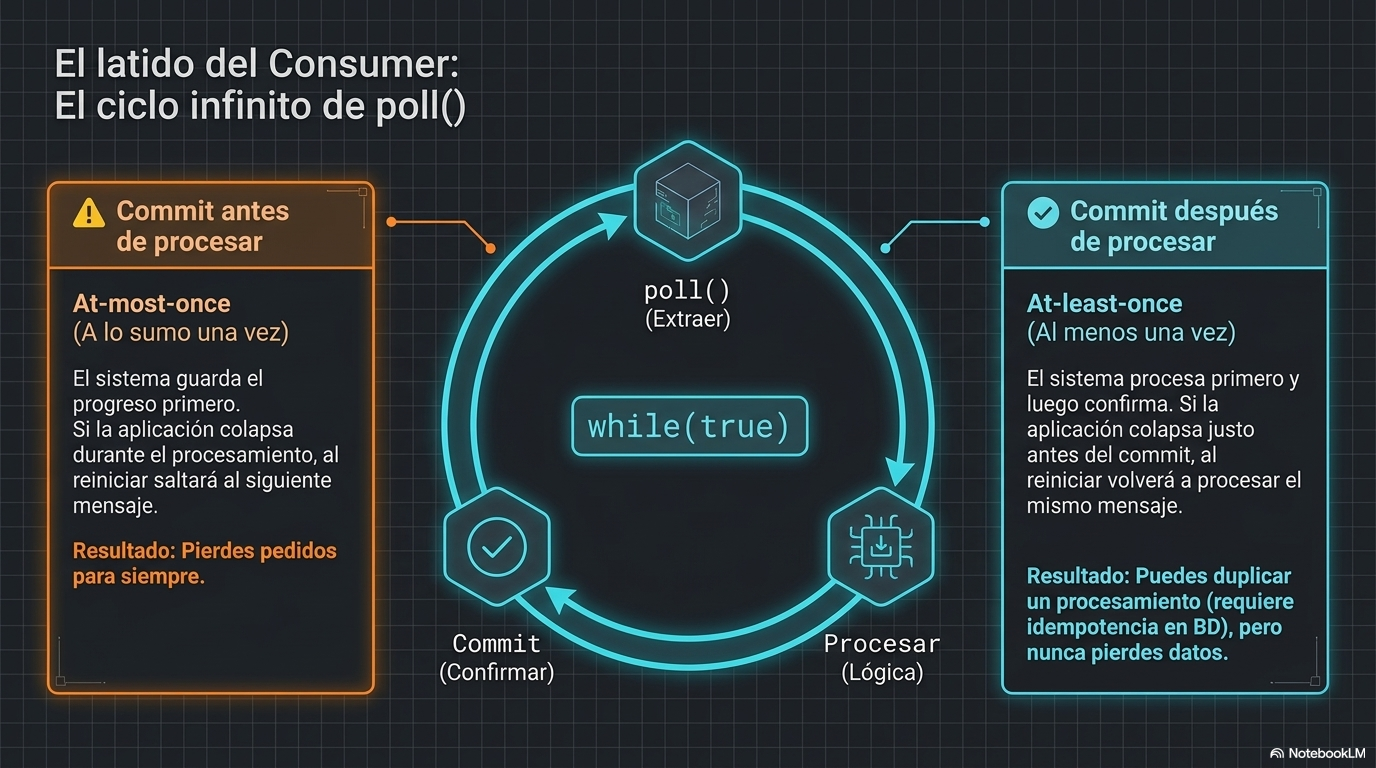 El latido del Consumer:
El ciclo infinito de poll()
Commit antes
de procesar
At-most-once
(A lo sumo una vez)
El sistema guarda el
progreso primero.
Si la aplicación colapsa
durante el procesamiento, al
reiniciar saltará al siguiente
mensaje.
Resultado: Pierdes pedidos
para siempre.
poll()
(Extraer)
while(true)
Commit
(Confirmar)
Procesar
(Lógica)
Commit después
de procesar
At-least-once
(Al menos una vez)
El sistema procesa primero y
luego confirma. Si la
aplicación colapsa justo
antes del commit, al
reiniciar volverá a procesar el
mismo mensaje.
Resultado: Puedes duplicar
un procesamiento (requiere
idempotencia en BD), pero
nunca pierdes datos.
NotebookLM